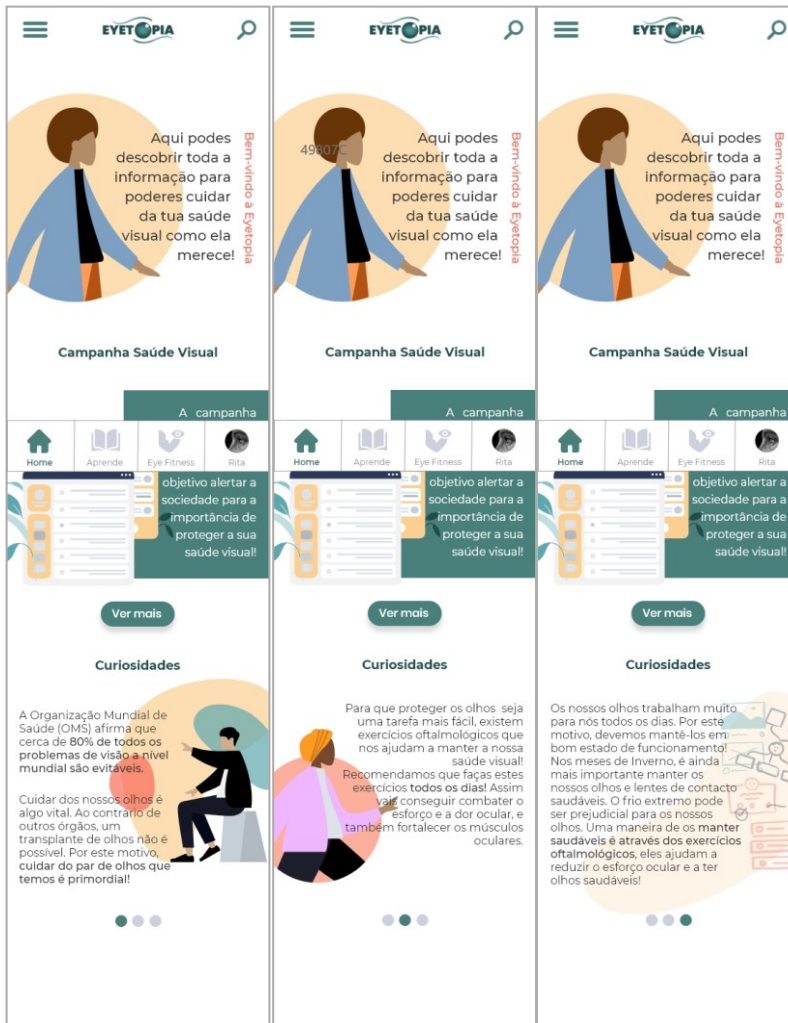 EYETOPIA
Aqui podes
descobrir toda a
informação para
poderes cuidar
da tua saúde
visual como ela
merece!
Bem-vindo à Eyetopia
Campanha Saúde Visual
A campanha
Home
Aprende
Eye Fitness
Rita
objetivo alertar a
sociedade para a
importância de
proteger a sua
saúde visual!
Ver mais
Curiosidades
A Organização Mundial de
Saúde (OMS) afirma que
cerca de 80% de todos os
problemas de visão a nível
mundial são evitáveis.
Cuidar dos nossos olhos é
algo vital. Ao contrário de
outros órgãos, um
transplante de olhos não é
possível. Por este motivo,
cuidar do par de olhos que
temos é primordial!
EYETOPIA
49807C
Aqui podes
descobrir toda a
informação para
poderes cuidar
da tua saúde
visual como ela
merece!
Bem-vindo à Eyetopia
Campanha Saúde Visual
A campanha
Home
Aprende
Eye Fitness
Rita
objetivo alertar a
sociedade para a
importância de
proteger a sua
saúde visual!
Ver mais
Curiosidades
Para que proteger os olhos seja
uma tarefa mais fácil, existem
exercícios oftalmológicos que
nos ajudam a manter a nossa
saúde visual!
Recomendamos que faças estes
exercícios todos os dias! Assim
vais conseguir combater o
esforço e a dor ocular, e
também fortalecer os músculos
oculares.
EYETOPIA
Aqui podes
descobrir toda a
informação para
poderes cuidar
da tua saúde
visual como ela
merece!
Bem-vindo à Eyetopia
Campanha Saúde Visual
A campanha
Home
Aprende
Eye Fitness
Rita
objetivo alertar a
sociedade para a
importância de
proteger a sua
saúde visual!
Ver mais
Curiosidades
Os nossos olhos trabalham muito
para nós todos os dias. Por este
motivo, devemos mantê-los em
bom estado de funcionamento!
Nos meses de Inverno, é ainda
mais importante manter os
nossos olhos e lentes de contacto
saudáveis. O frio extremo pode
ser prejudicial para os nossos
olhos. Uma maneira de os manter
saudáveis é através dos exercícios
oftalmológicos, eles ajudam a
reduzir o esforço ocular e a ter
olhos saudáveis!